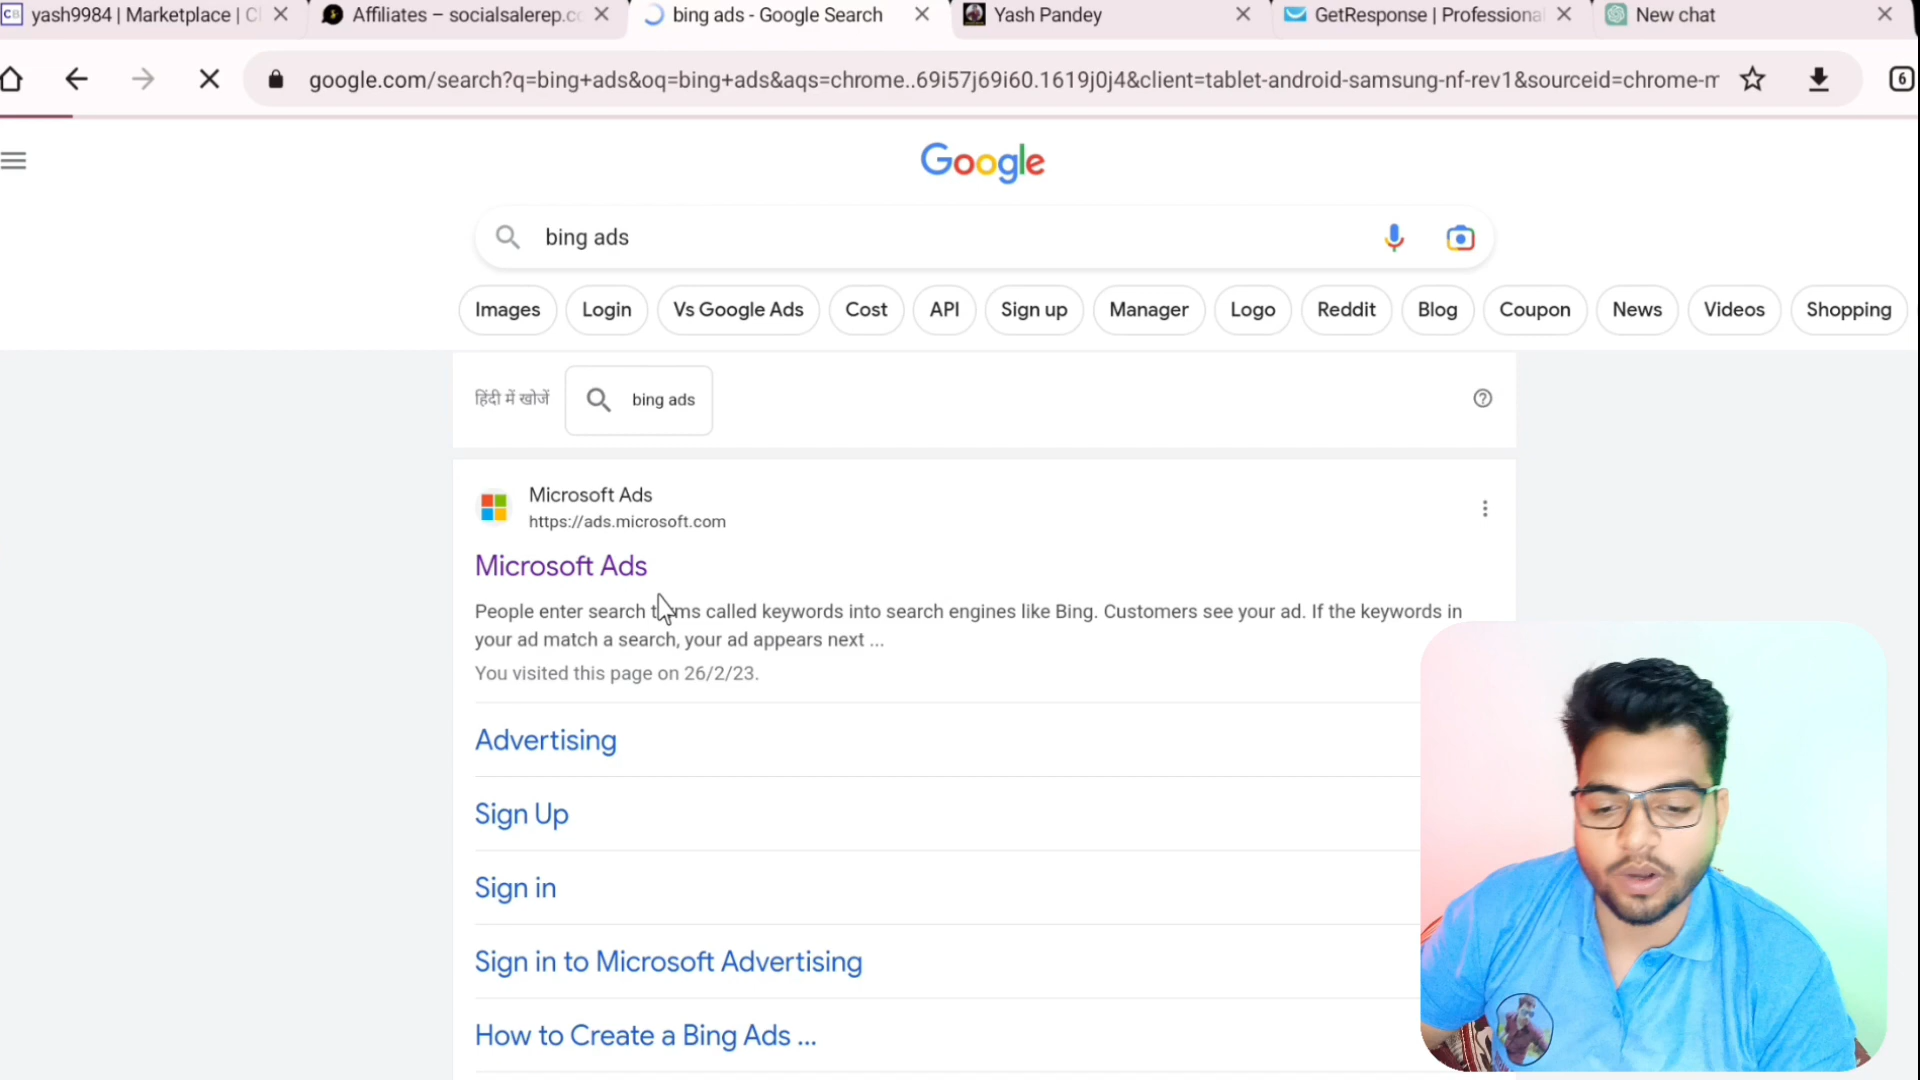 yash9984 | Marketplace | Cl
Affiliates – socialsalerep.co
bing ads - Google Search
Yash Pandey
GetResponse | Professional
New chat
google.com/search?q=bing+ads&oq=bing+ads&aqs=chrome..69i57j69i60.1619j0j4&client=tablet-android-samsung-nf-rev1&sourceid=chrome-m
6
Google
bing ads
Images
Login
Vs Google Ads
Cost
API
Sign up
Manager
Logo
Reddit
Blog
Coupon
News
Videos
Shopping
हिंदी में खोजें
bing ads
Microsoft Ads
https://ads.microsoft.com
Microsoft Ads
People enter search terms called keywords into search engines like Bing. Customers see your ad. If the keywords in
your ad match a search, your ad appears next ...
You visited this page on 26/2/23.
Advertising
Sign Up
Sign in
Sign in to Microsoft Advertising
How to Create a Bing Ads ...